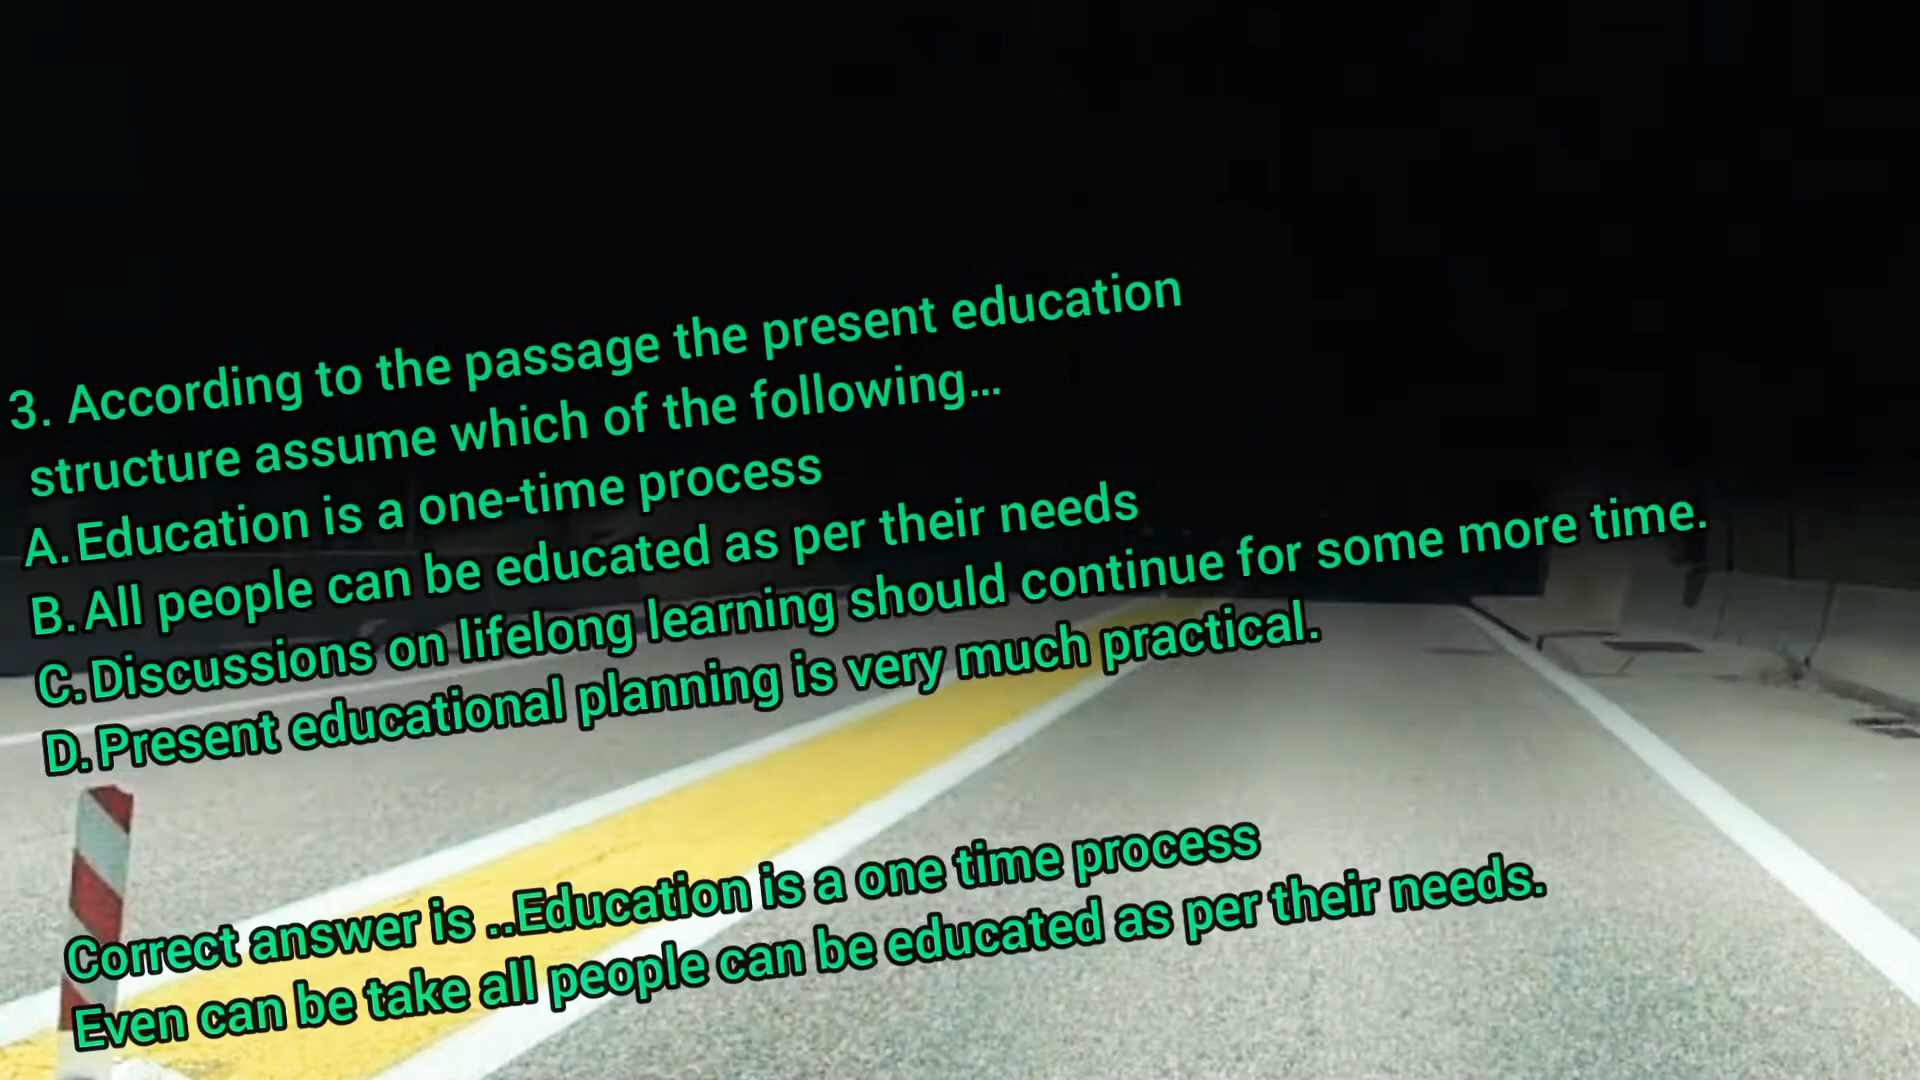 3. According to the passage the present education
structure assume which of the following...
A. Education is a one-time process
B. All people can be educated as per their needs
C. Discussions on lifelong learning should continue for some more time.
D. Present educational planning is very much practical.
Correct answer is ..Education is a one time process
Even can be take all people can be educated as per their needs.